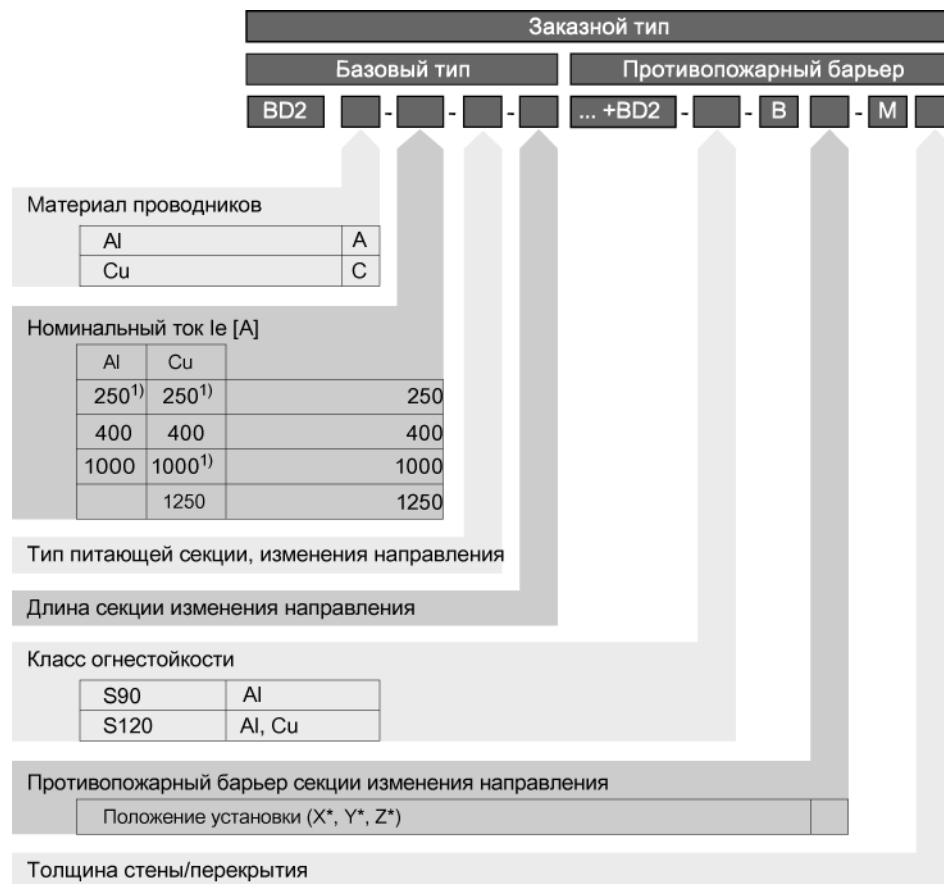 Заказной тип
Базовый тип Противопожарный барьер
BD2 - - - ... +BD2 - - B - M
Материал проводников
Al A
Cu C
Номинальный ток Ie [A]
Al Cu
250¹⁾ 250¹⁾ 250
400 400 400
1000 1000¹⁾ 1000
1250 1250
Тип питающей секции, изменения направления
Длина секции изменения направления
Класс огнестойкости
S90 Al
S120 Al, Cu
Противопожарный барьер секции изменения направления
Положение установки (X*, Y*, Z*)
Толщина стены/перекрытия